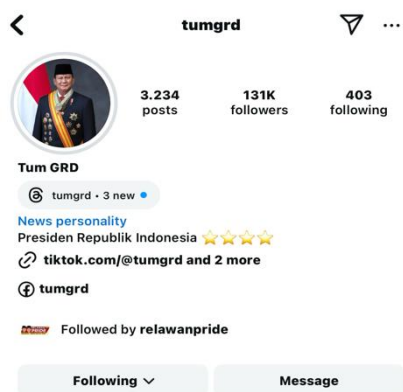 tumgrd
3.234 131K 403
posts followers following
Tum GRD
tumgrd • 3 new
News personality
Presiden Republik Indonesia ⭐⭐⭐⭐
tiktok.com/@tumgrd and 2 more
tumgrd
PRIDE
Followed by relawanpride
Following
Message